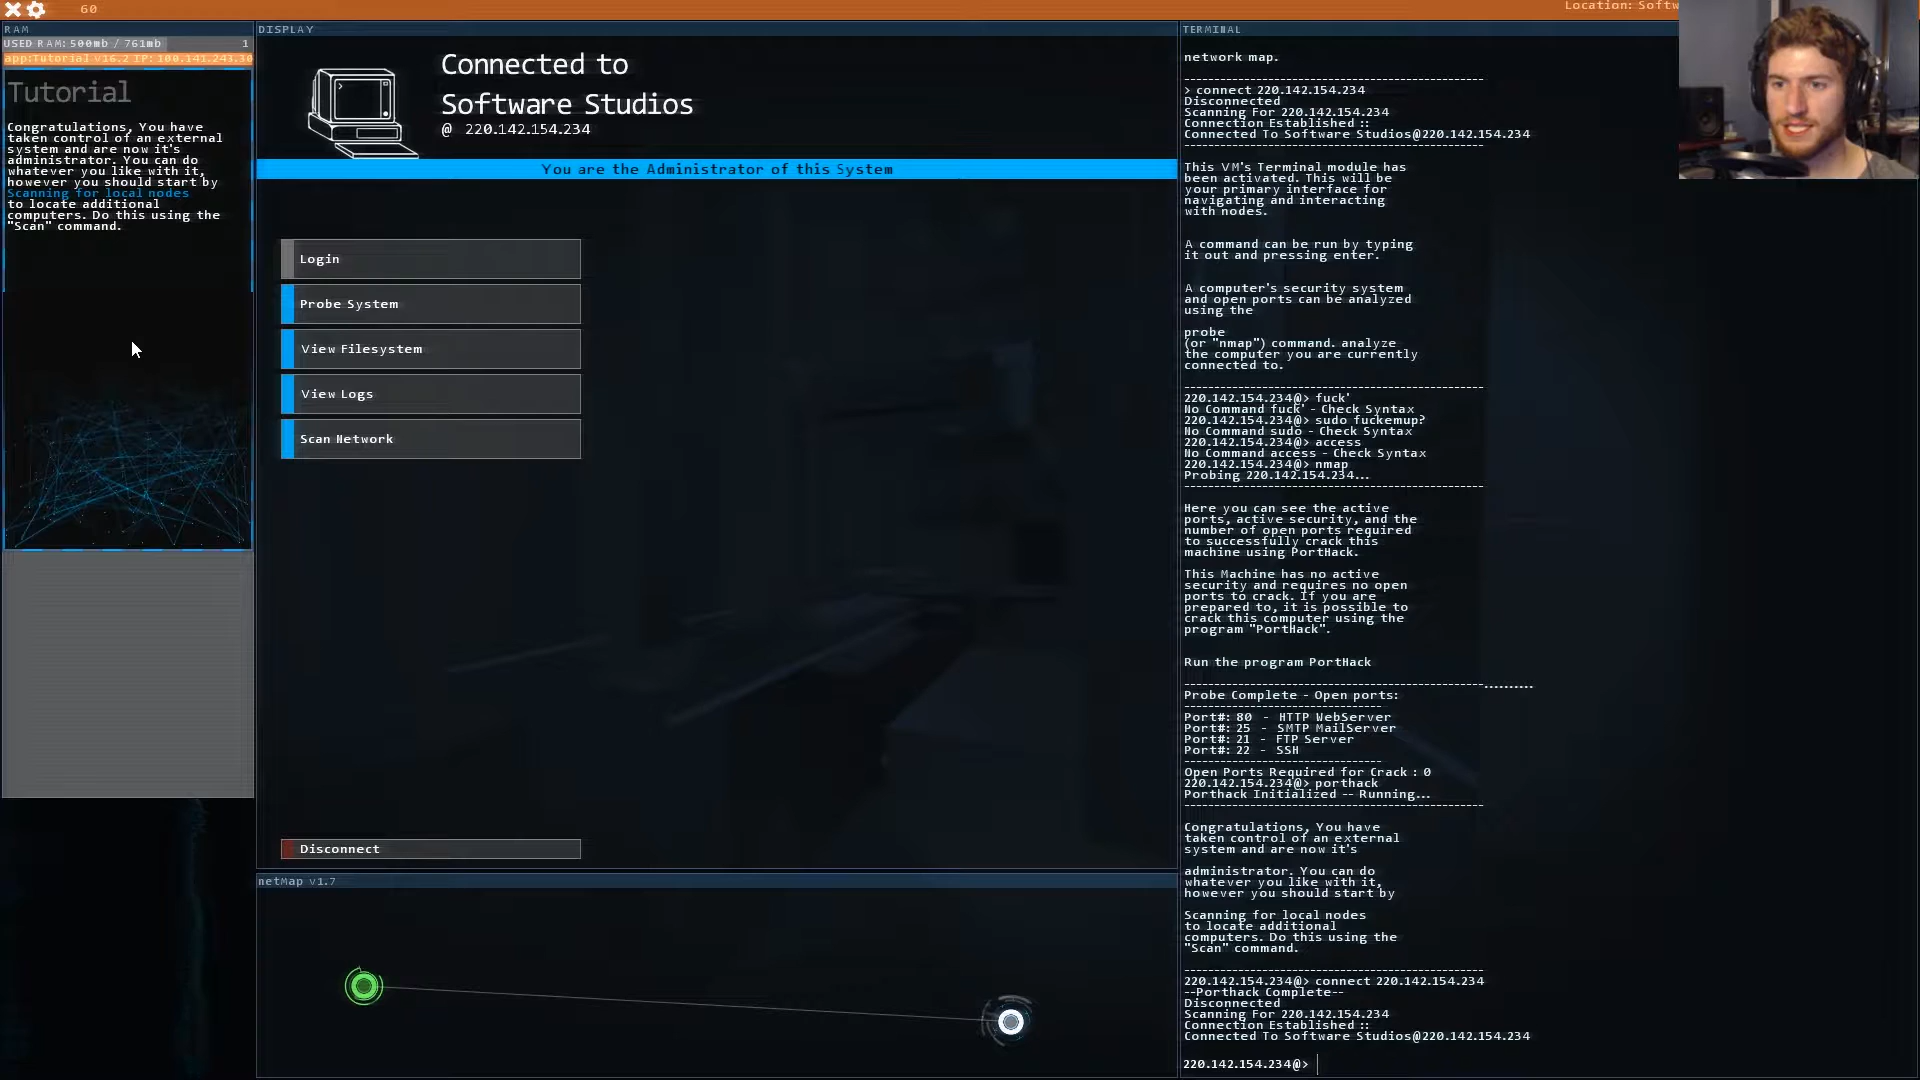 60
Location: Softw
RAM
USED RAM: 500mb / 761mb 1
app:Tutorial v16.2 IP: 100.141.243.30
Tutorial
Congratulations, You have
taken control of an external
system and are now it's
administrator. You can do
whatever you like with it,
however you should start by
Scanning for local nodes
to locate additional
computers. Do this using the
"Scan" command.
DISPLAY
Connected to
Software Studios
@ 220.142.154.234
You are the Administrator of this System
Login
Probe System
View Filesystem
View Logs
Scan Network
Disconnect
netMap v1.7
TERMINAL
network map.
> connect 220.142.154.234
Disconnected
Scanning For 220.142.154.234
Connection Established ::
Connected To Software Studios@220.142.154.234
This VM's Terminal module has
been activated. This will be
your primary interface for
navigating and interacting
with nodes.
A command can be run by typing
it out and pressing enter.
A computer's security system
and open ports can be analyzed
using the
probe
(or "nmap") command. analyze
the computer you are currently
connected to.
220.142.154.234@> fuck'
No Command fuck' - Check Syntax
220.142.154.234@> sudo fuckemup?
No Command sudo - Check Syntax
220.142.154.234@> access
No Command access - Check Syntax
220.142.154.234@> nmap
Probing 220.142.154.234...
Here you can see the active
ports, active security, and the
number of open ports required
to successfully crack this
machine using PortHack.
This Machine has no active
security and requires no open
ports to crack. If you are
prepared to, it is possible to
crack this computer using the
program "PortHack".
Run the program PortHack
Probe Complete - Open ports:
Port#: 80 - HTTP WebServer
Port#: 25 - SMTP MailServer
Port#: 21 - FTP Server
Port#: 22 - SSH
Open Ports Required for Crack : 0
220.142.154.234@> porthack
Porthack Initialized -- Running...
Congratulations, You have
taken control of an external
system and are now it's
administrator. You can do
whatever you like with it,
however you should start by
Scanning for local nodes
to locate additional
computers. Do this using the
"Scan" command.
220.142.154.234@> connect 220.142.154.234
--Porthack Complete--
Disconnected
Scanning For 220.142.154.234
Connection Established ::
Connected To Software Studios@220.142.154.234
220.142.154.234@>